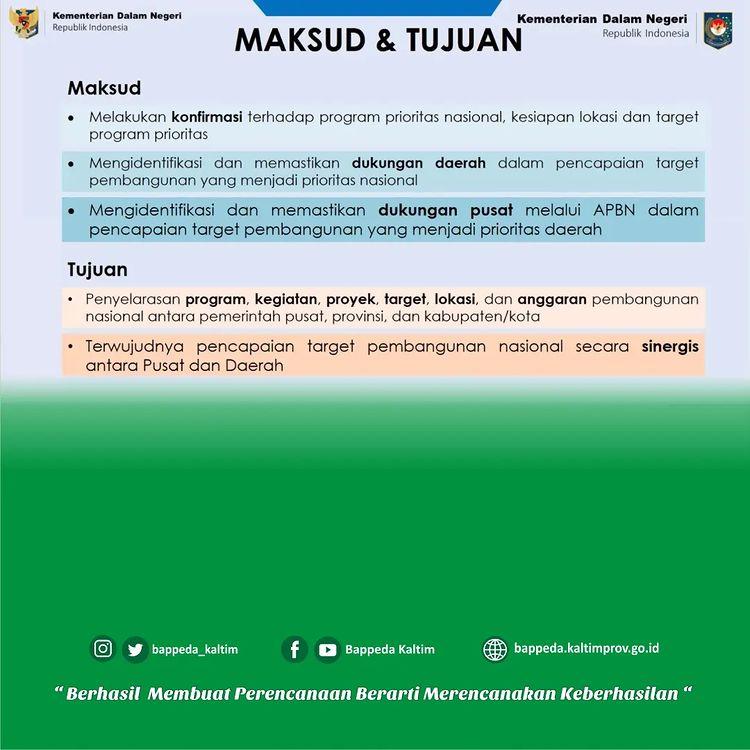 Kementerian Dalam Negeri
Republik Indonesia
Kementerian Dalam Negeri
Republik Indonesia
MAKSUD & TUJUAN
Maksud
• Melakukan konfirmasi terhadap program prioritas nasional, kesiapan lokasi dan target
program prioritas
• Mengidentifikasi dan memastikan dukungan daerah dalam pencapaian target
pembangunan yang menjadi prioritas nasional
• Mengidentifikasi dan memastikan dukungan pusat melalui APBN dalam
pencapaian target pembangunan yang menjadi prioritas daerah
Tujuan
• Penyelarasan program, kegiatan, proyek, target, lokasi, dan anggaran pembangunan
nasional antara pemerintah pusat, provinsi, dan kabupaten/kota
• Terwujudnya pencapaian target pembangunan nasional secara sinergis
antara Pusat dan Daerah
bappeda_kaltim
Bappeda Kaltim
bappeda.kaltimprov.go.id
“ Berhasil Membuat Perencanaan Berarti Merencanakan Keberhasilan “